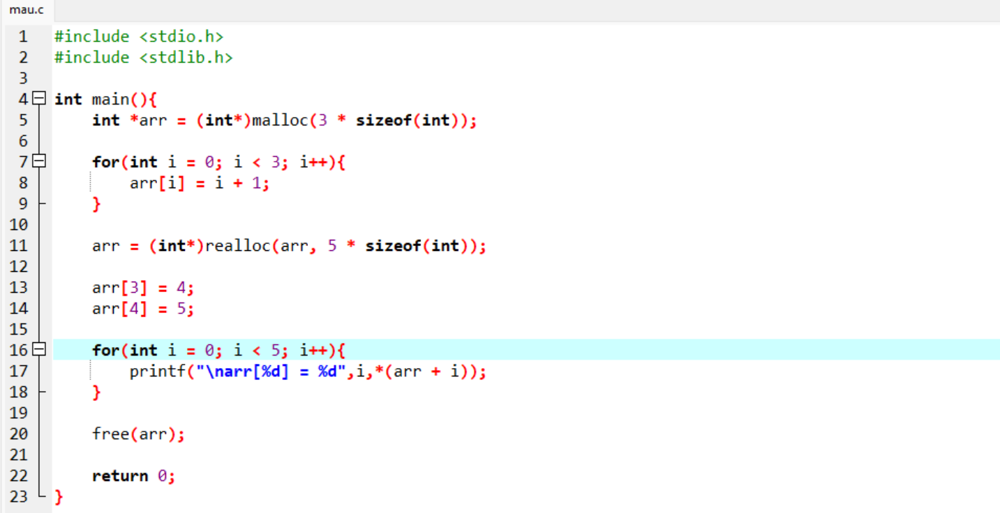 mau.c
1 #include <stdio.h>
2 #include <stdlib.h>
3
4 int main(){
5     int *arr = (int*)malloc(3 * sizeof(int));
6
7     for(int i = 0; i < 3; i++){
8         arr[i] = i + 1;
9     }
10
11     arr = (int*)realloc(arr, 5 * sizeof(int));
12
13     arr[3] = 4;
14     arr[4] = 5;
15
16     for(int i = 0; i < 5; i++){
17         printf("\narr[%d] = %d",i,*(arr + i));
18     }
19
20     free(arr);
21
22     return 0;
23 }